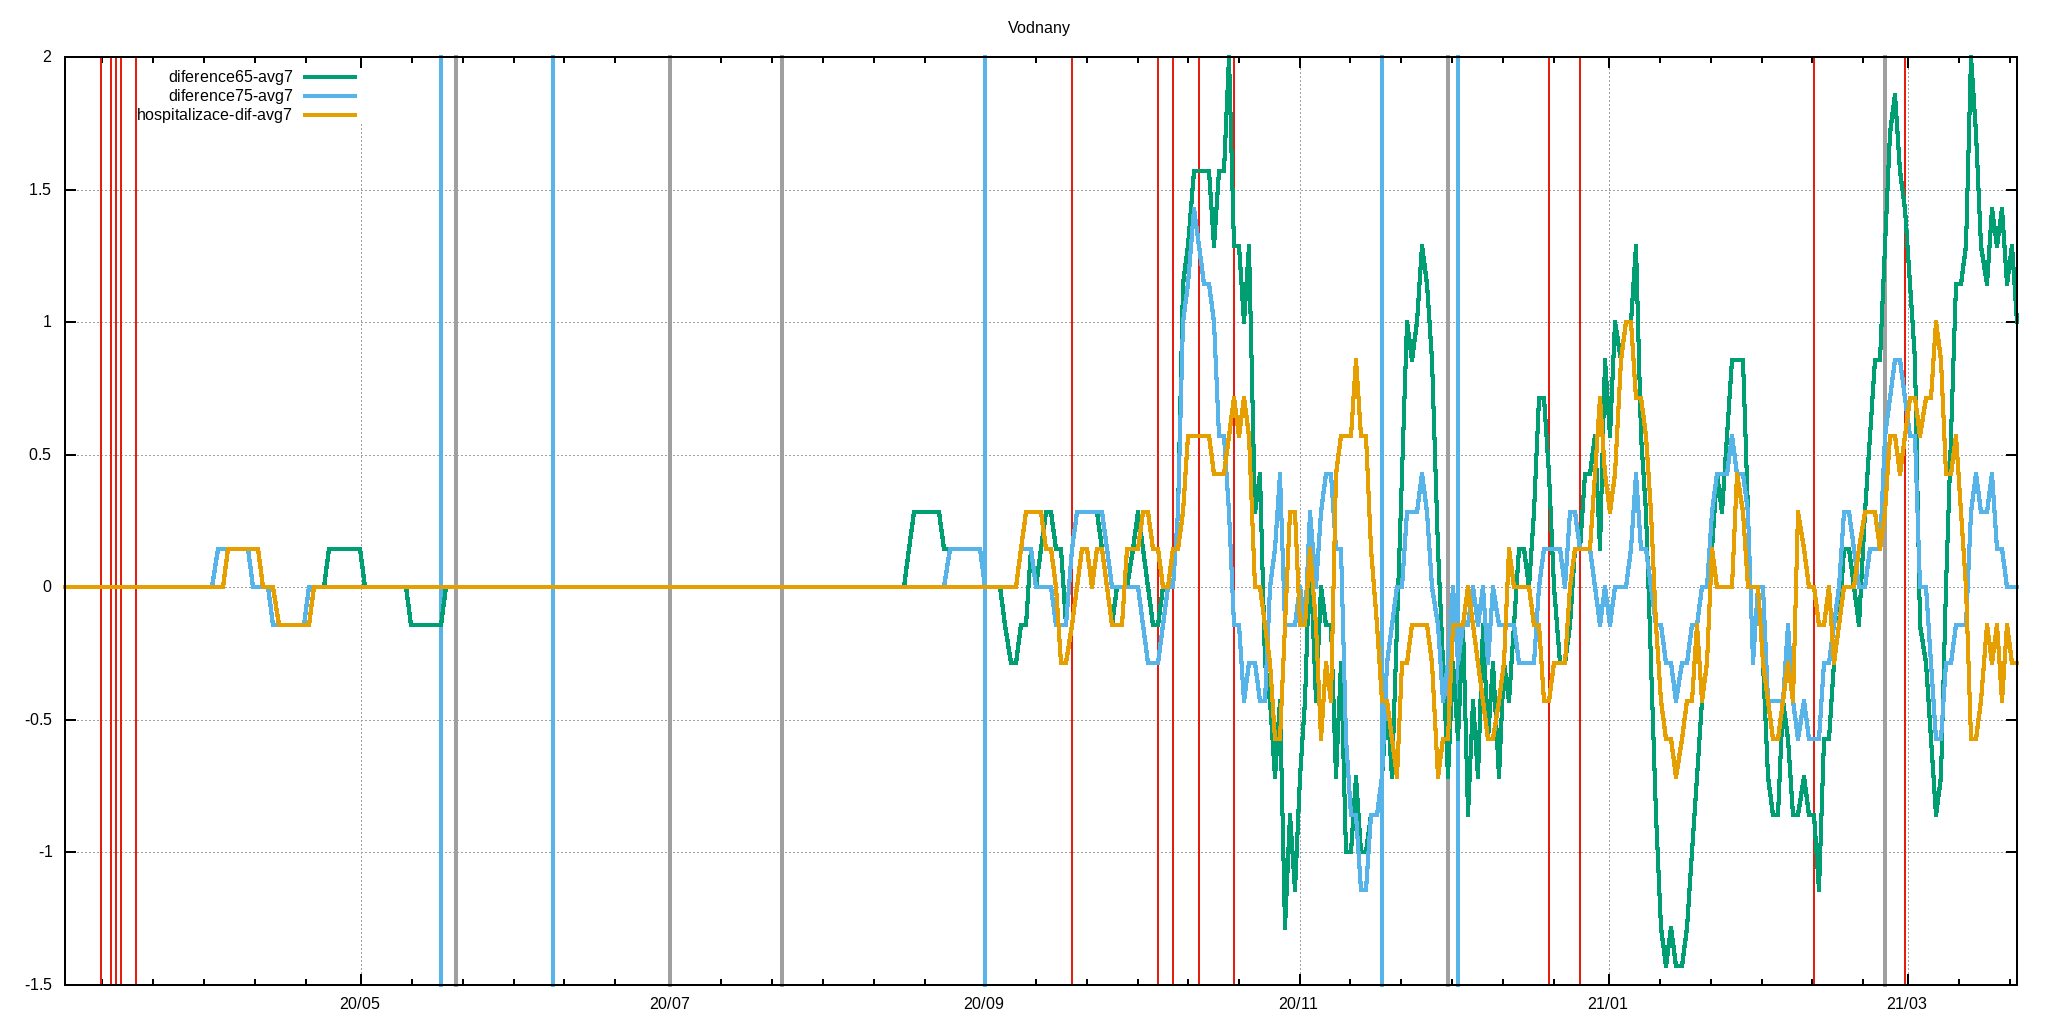 Vodnany
diference65-avg7
diference75-avg7
hospitalizace-dif-avg7
2
1.5
1
0.5
0
-0.5
-1
-1.5
20/05 20/07 20/09 20/11 21/01 21/03